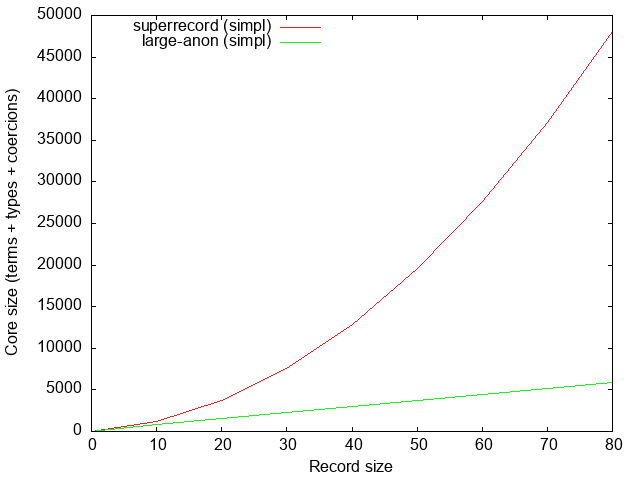 50000
45000
40000
35000
30000
25000
20000
15000
10000
5000
0
superrecord (simpl)
large-anon (simpl)
Core size (terms + types + coercions)
0 10 20 30 40 50 60 70 80
Record size